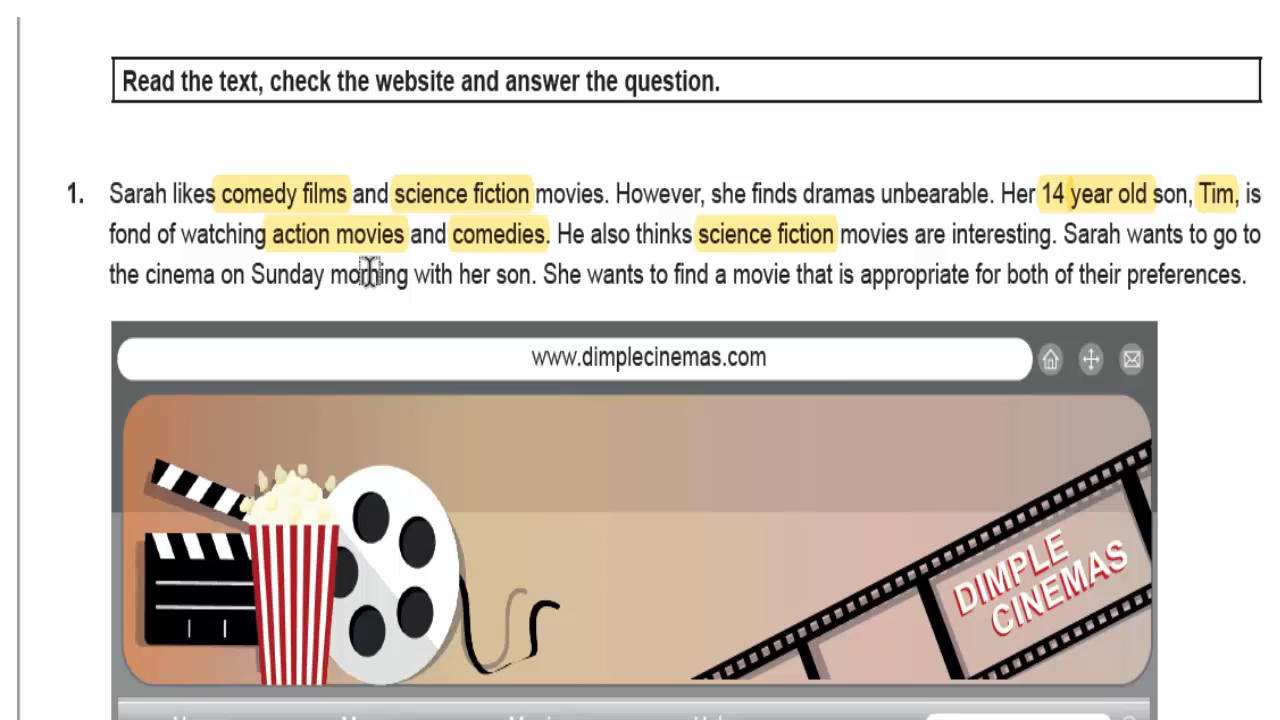 Read the text, check the website and answer the question.
1. Sarah likes comedy films and science fiction movies. However, she finds dramas unbearable. Her 14 year old son, Tim, is
fond of watching action movies and comedies. He also thinks science fiction movies are interesting. Sarah wants to go to
the cinema on Sunday morning with her son. She wants to find a movie that is appropriate for both of their preferences.
www.dimplecinemas.com
DIMPLE
CINEMAS